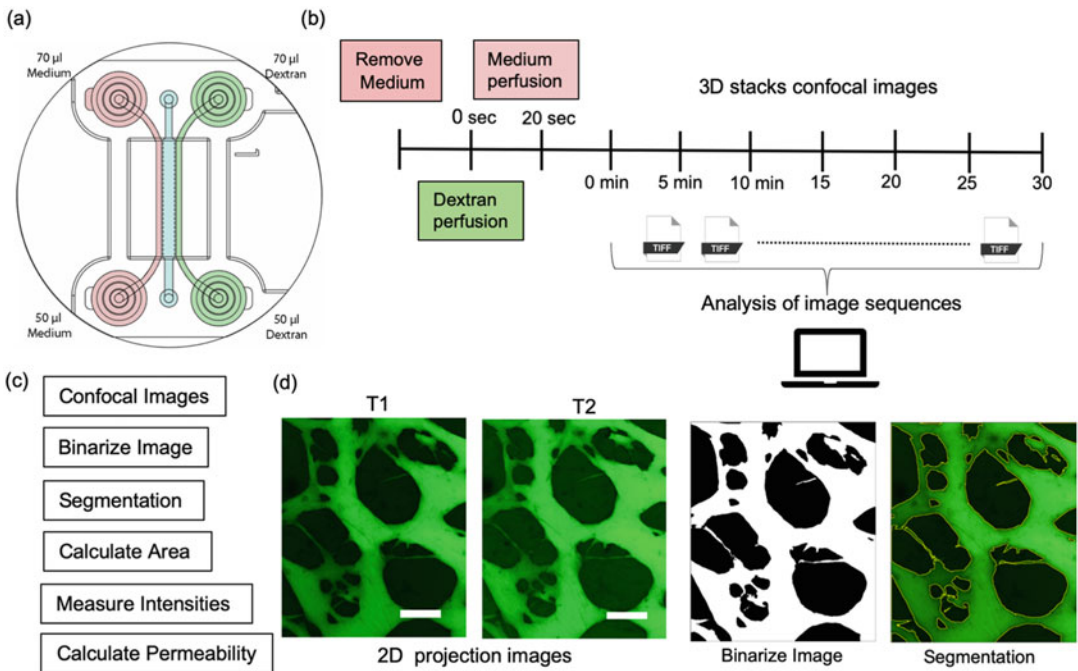 (a)
70 µl
Medium
70 µl
Dextran
50 µl
Medium
50 µl
Dextran
(b)
Remove
Medium
Medium
perfusion
3D stacks confocal images
0 sec
20 sec
0 min
5 min
10 min
15
20
25
30
Dextran
perfusion
TIFF
TIFF
TIFF
Analysis of image sequences
(c)
Confocal Images
Binarize Image
Segmentation
Calculate Area
Measure Intensities
Calculate Permeability
(d)
T1
T2
2D projection images
Binarize Image
Segmentation